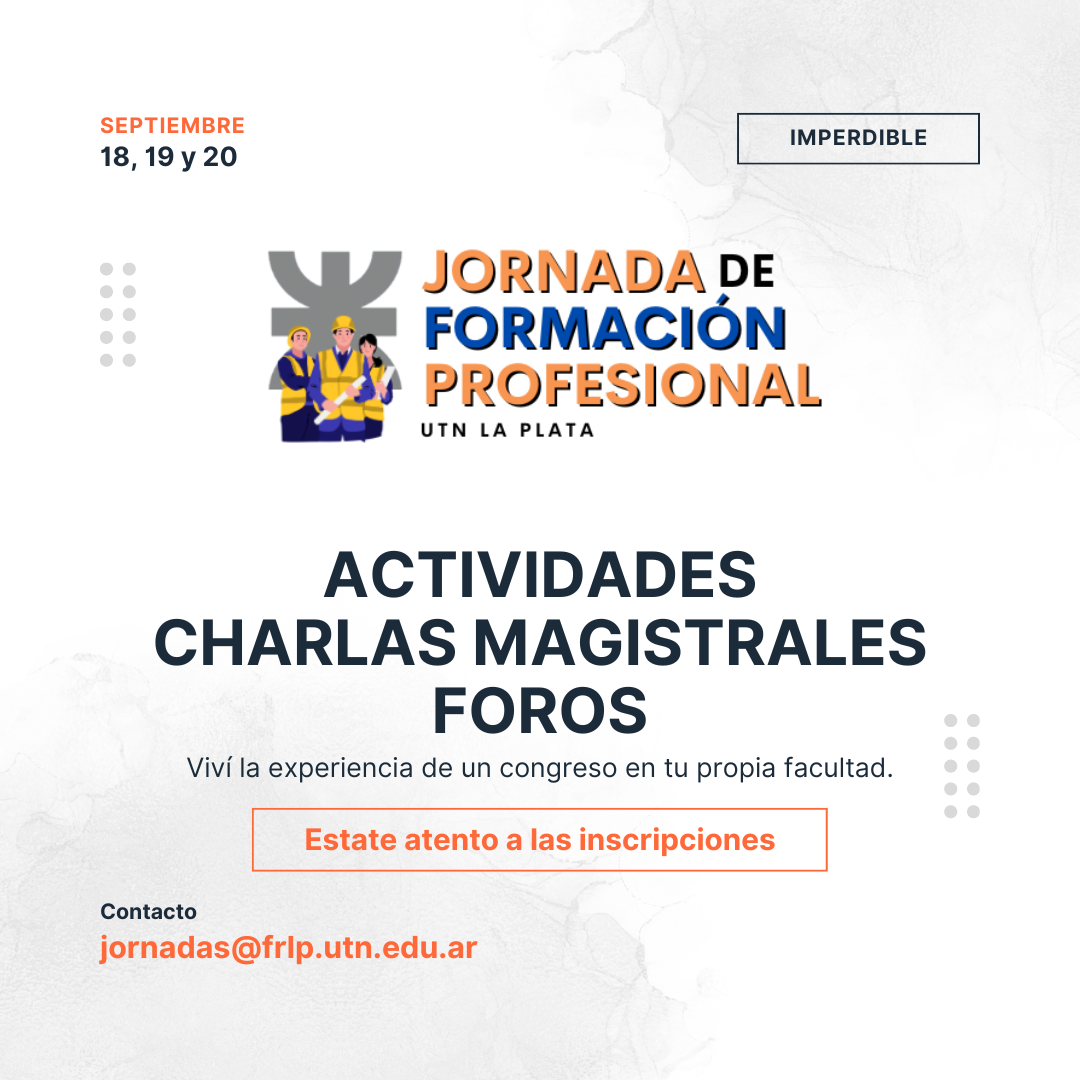 SEPTIEMBRE
18, 19 y 20
IMPERDIBLE
JORNADA DE
FORMACIÓN
PROFESIONAL
UTN LA PLATA
ACTIVIDADES
CHARLAS MAGISTRALES
FOROS
Viví la experiencia de un congreso en tu propia facultad.
Estate atento a las inscripciones
Contacto
jornadas@frlp.utn.edu.ar